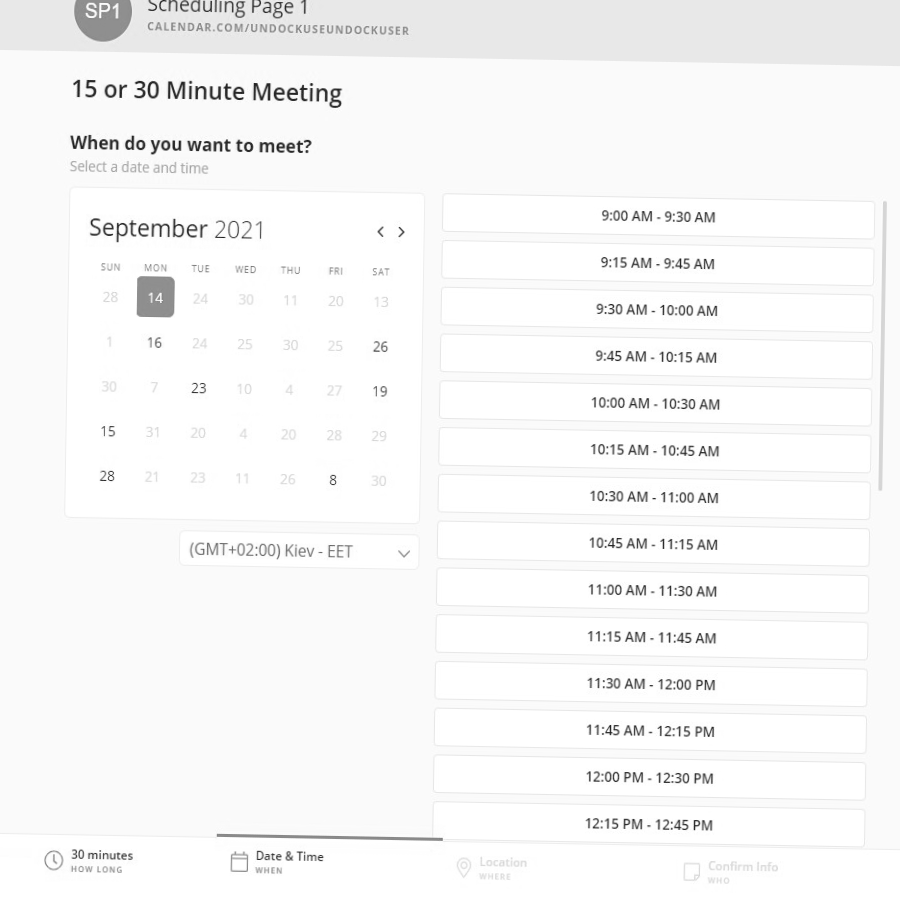 SP1
Scheduling Page 1
CALENDAR.COM/UNDOCKUSEUNDOCKUSER
15 or 30 Minute Meeting
When do you want to meet?
Select a date and time
September 2021
SUN MON TUE WED THU FRI SAT
28 14 24 30 11 20 13
1 16 24 25 30 25 26
30 7 23 10 4 27 19
15 31 20 4 20 28 29
28 21 23 11 26 8 30
(GMT+02:00) Kiev - EET
9:00 AM - 9:30 AM
9:15 AM - 9:45 AM
9:30 AM - 10:00 AM
9:45 AM - 10:15 AM
10:00 AM - 10:30 AM
10:15 AM - 10:45 AM
10:30 AM - 11:00 AM
10:45 AM - 11:15 AM
11:00 AM - 11:30 AM
11:15 AM - 11:45 AM
11:30 AM - 12:00 PM
11:45 AM - 12:15 PM
12:00 PM - 12:30 PM
12:15 PM - 12:45 PM
30 minutes
HOW LONG
Date & Time
WHEN
Location
WHERE
Confirm Info
WHO